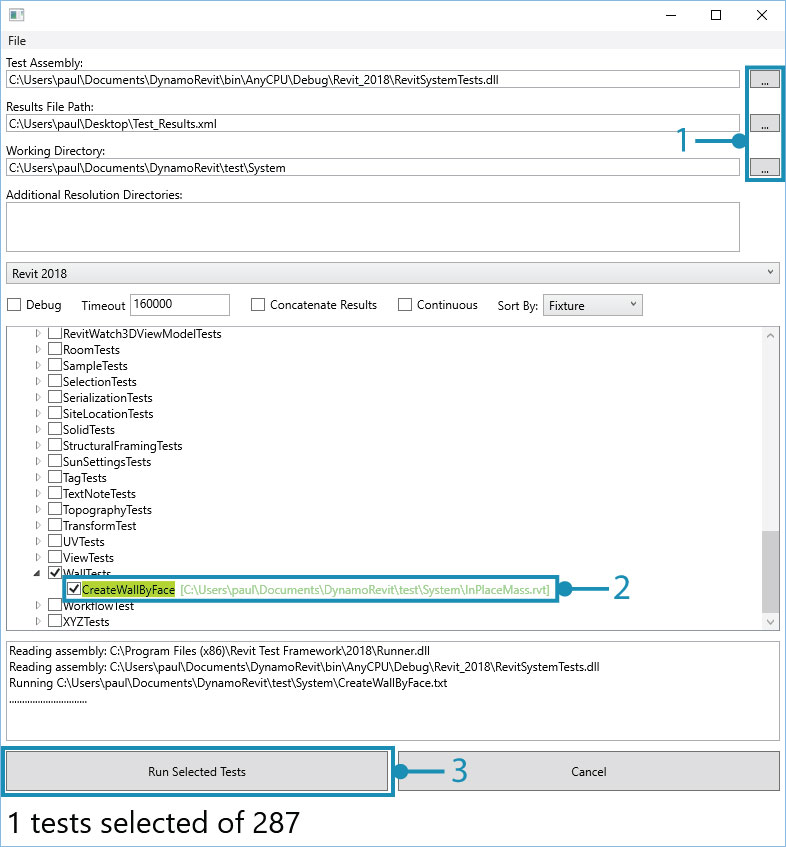 File
Test Assembly:
C:\Users\paul\Documents\DynamoRevit\bin\AnyCPU\Debug\Revit_2018\RevitSystemTests.dll
...
Results File Path:
C:\Users\paul\Desktop\Test_Results.xml
...
1
Working Directory:
C:\Users\paul\Documents\DynamoRevit\test\System
...
Additional Resolution Directories:
Revit 2018
Debug Timeout 160000 Concatenate Results Continuous Sort By: Fixture
RevitWatch3DViewModelTests
RoomTests
SampleTests
SelectionTests
SerializationTests
SiteLocationTests
SolidTests
StructuralFramingTests
SunSettingsTests
TagTests
TextNoteTests
TopographyTests
TransformTest
UVTests
ViewTests
WallTests
CreateWallByFace [C:\Users\paul\Documents\DynamoRevit\test\System\InPlaceMass.rvt]
2
WorkflowTest
XYZTests
Reading assembly: C:\Program Files (x86)\Revit Test Framework\2018\Runner.dll
Reading assembly: C:\Users\paul\Documents\DynamoRevit\bin\AnyCPU\Debug\Revit_2018\RevitSystemTests.dll
Running C:\Users\paul\Documents\DynamoRevit\test\System\CreateWallByFace.txt
............................
Run Selected Tests
3
Cancel
1 tests selected of 287